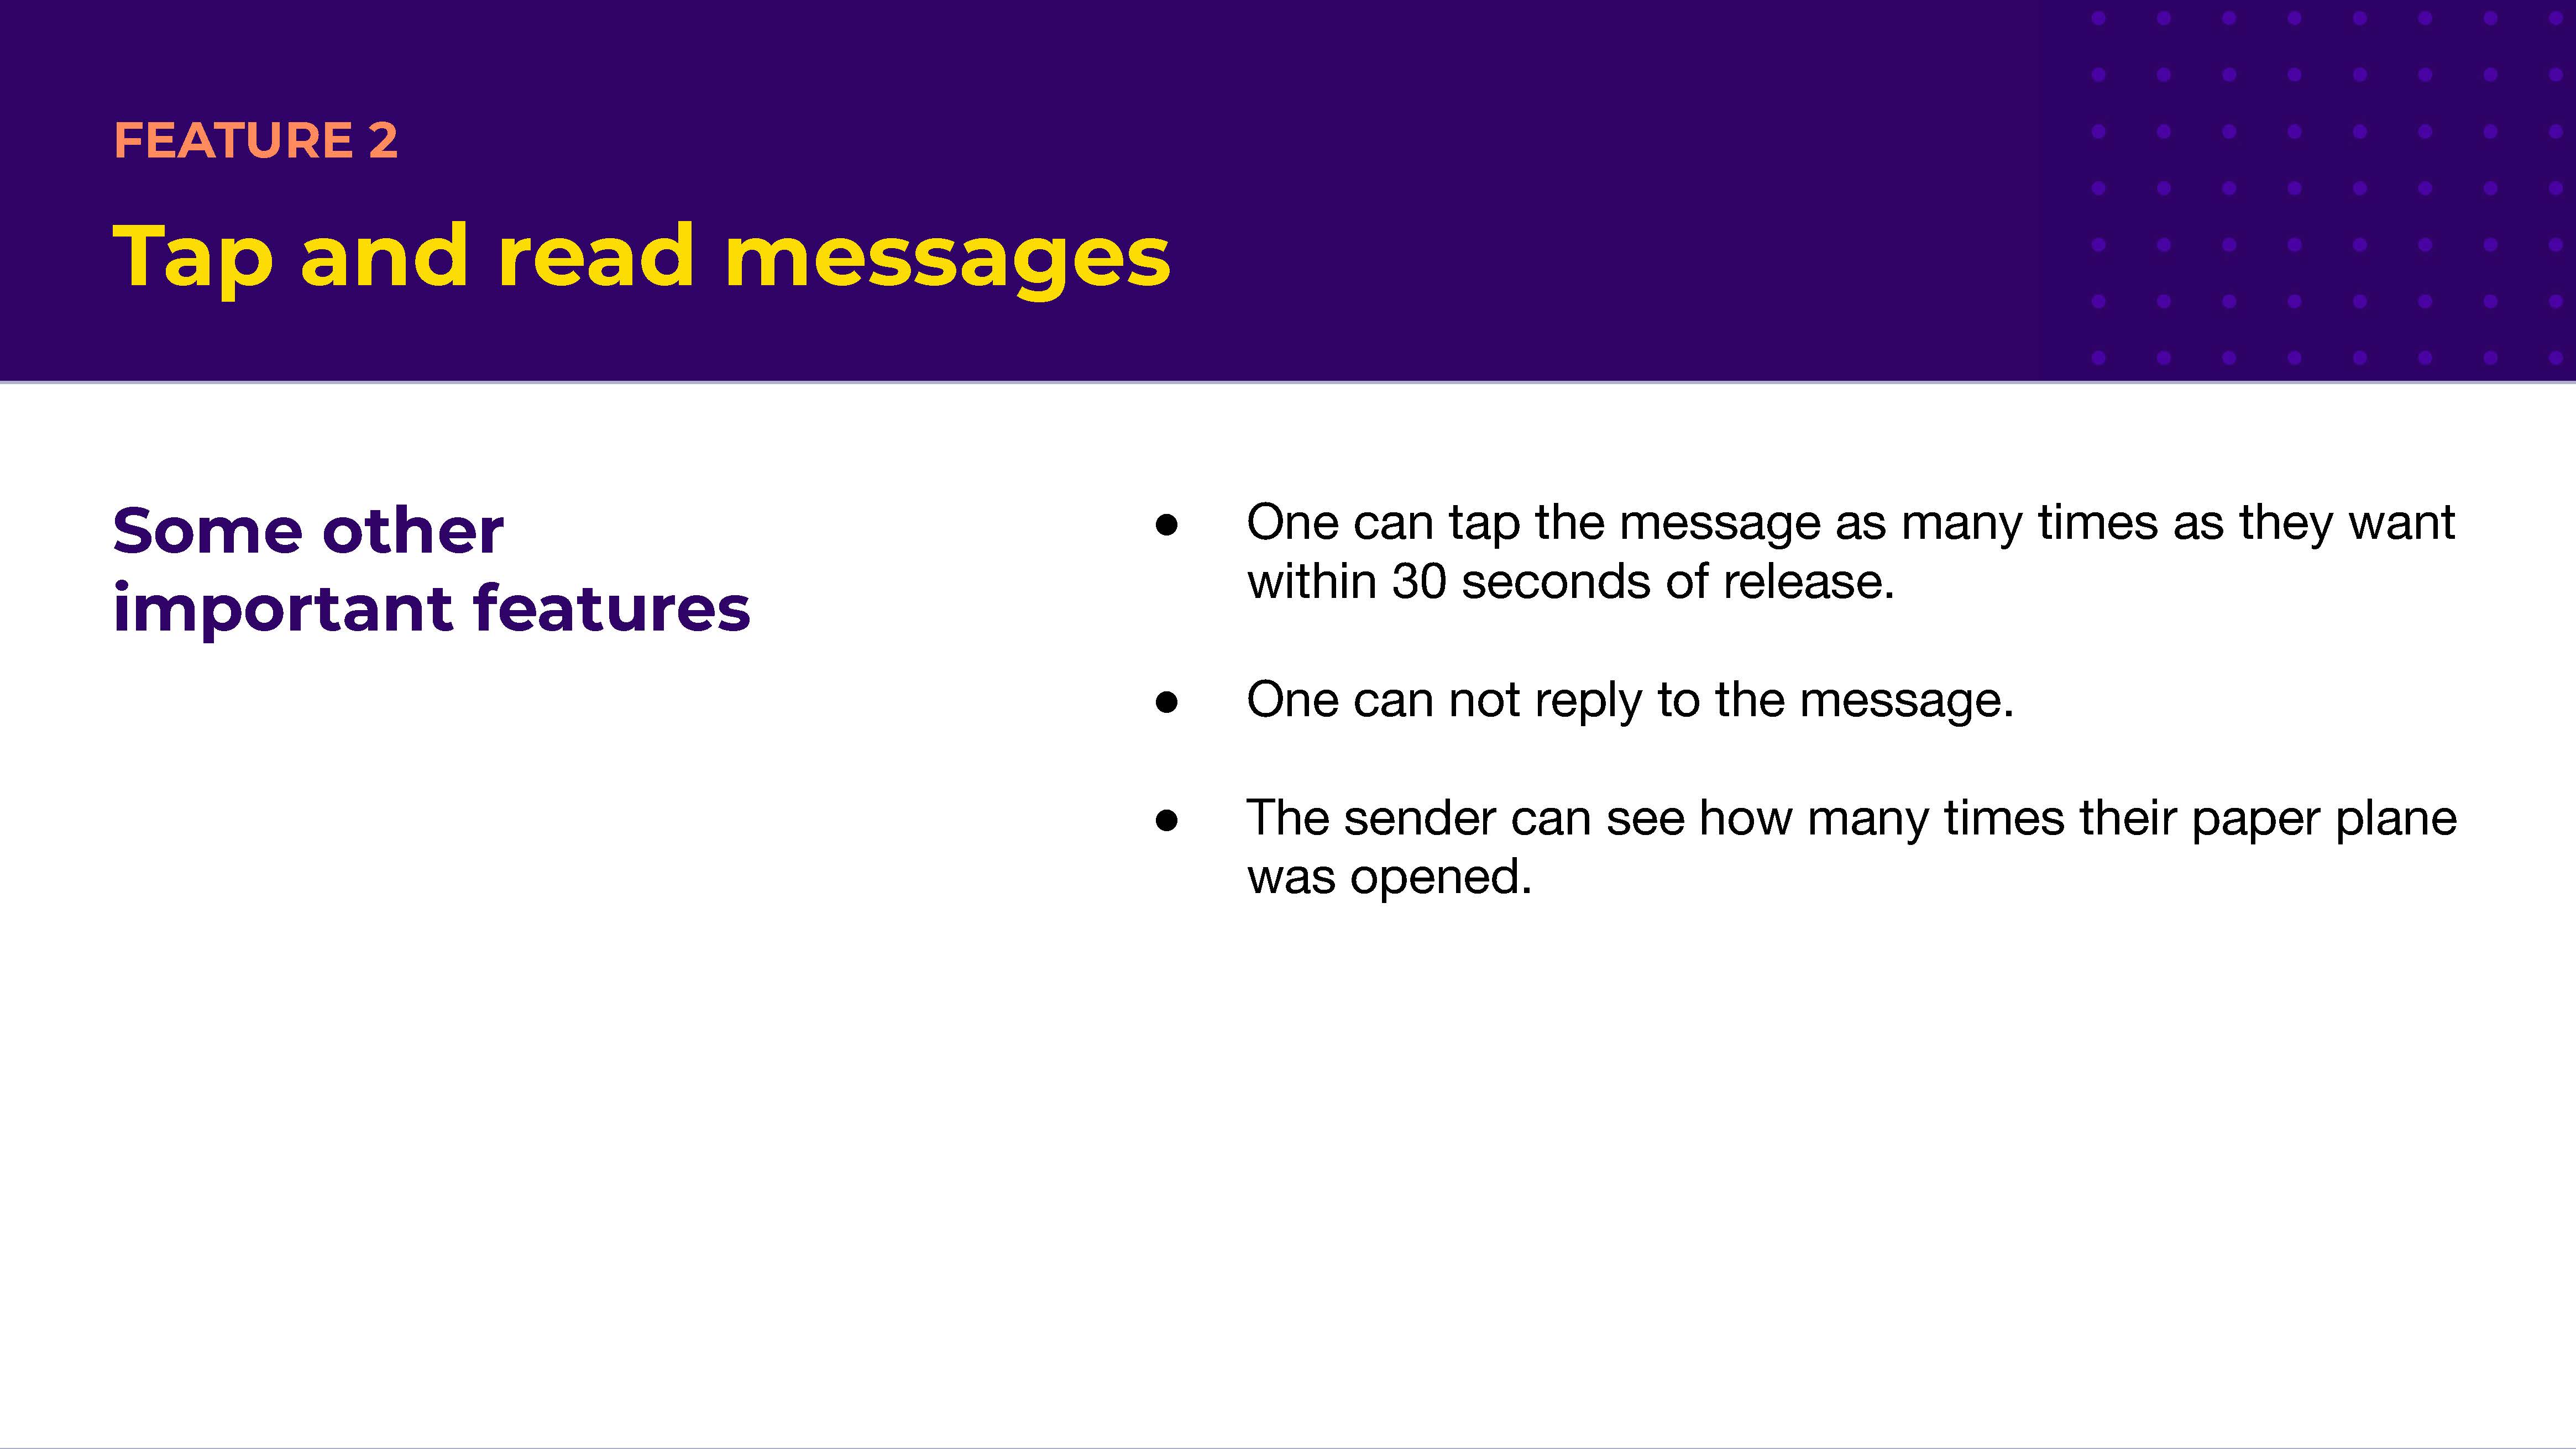 FEATURE 2
Tap and read messages
Some other
important features
● One can tap the message as many times as they want
within 30 seconds of release.
● One can not reply to the message.
● The sender can see how many times their paper plane
was opened.